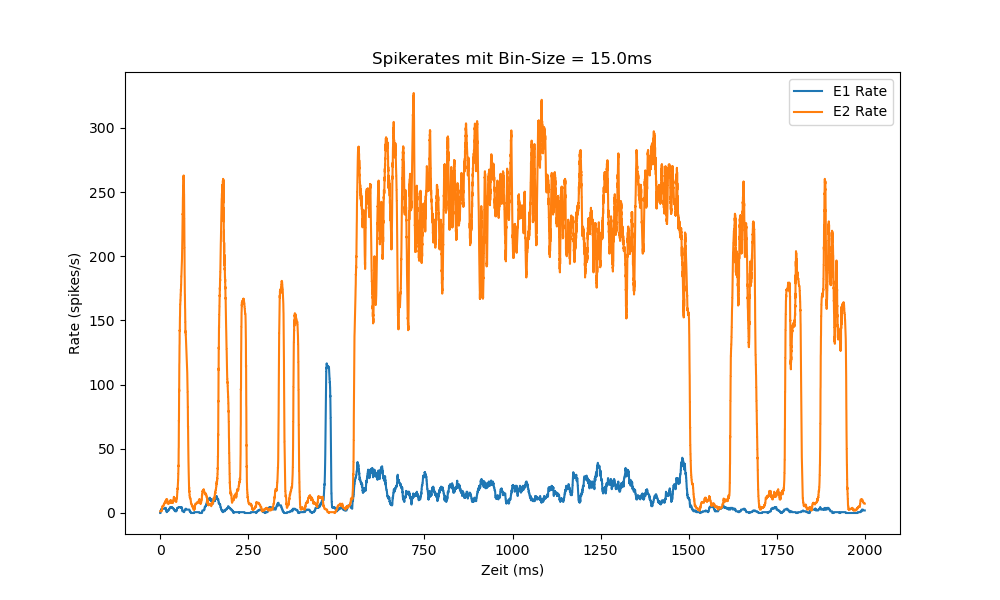 Spikerates mit Bin-Size = 15.0ms
E1 Rate
E2 Rate
Rate (spikes/s)
300
250
200
150
100
50
0
0 250 500 750 1000 1250 1500 1750 2000
Zeit (ms)